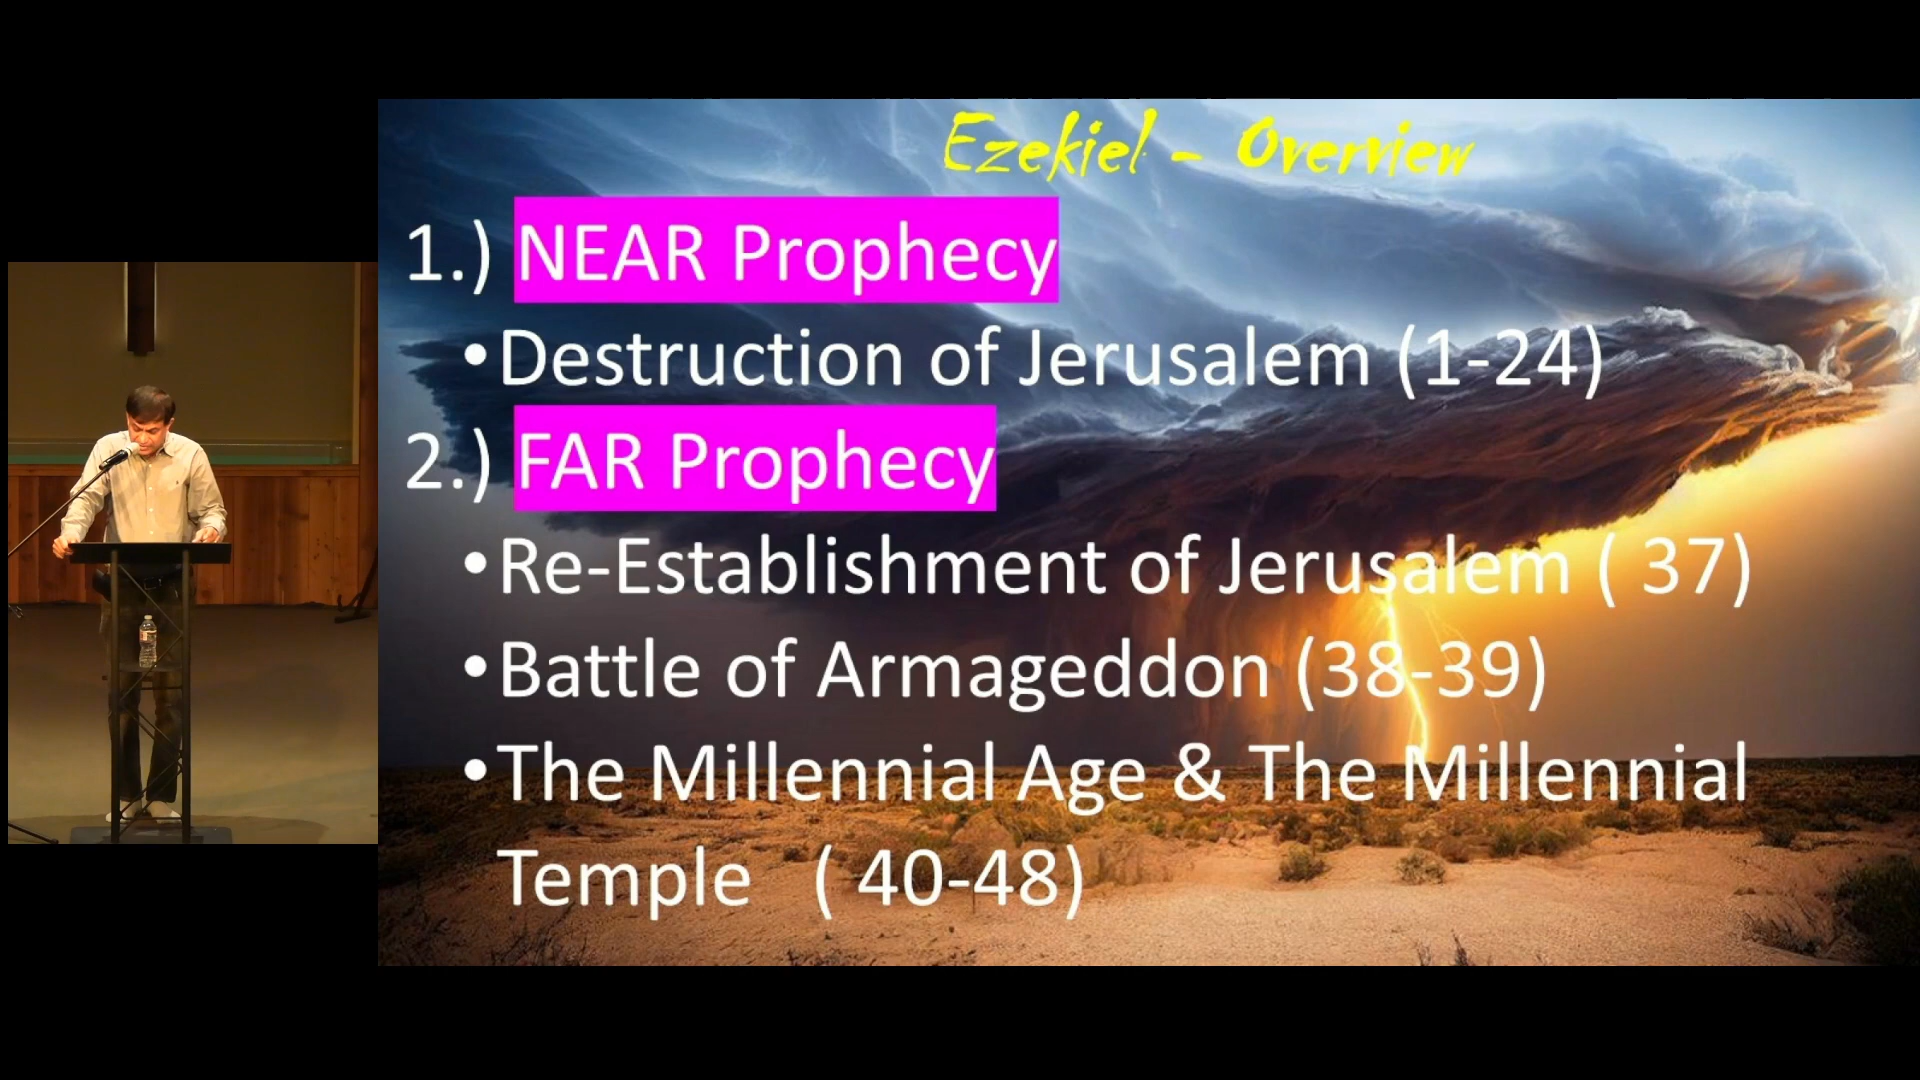 Ezekiel - Overview
1.) NEAR Prophecy
•Destruction of Jerusalem (1-24)
2.) FAR Prophecy
•Re-Establishment of Jerusalem ( 37)
•Battle of Armageddon (38-39)
•The Millennial Age & The Millennial
Temple ( 40-48)